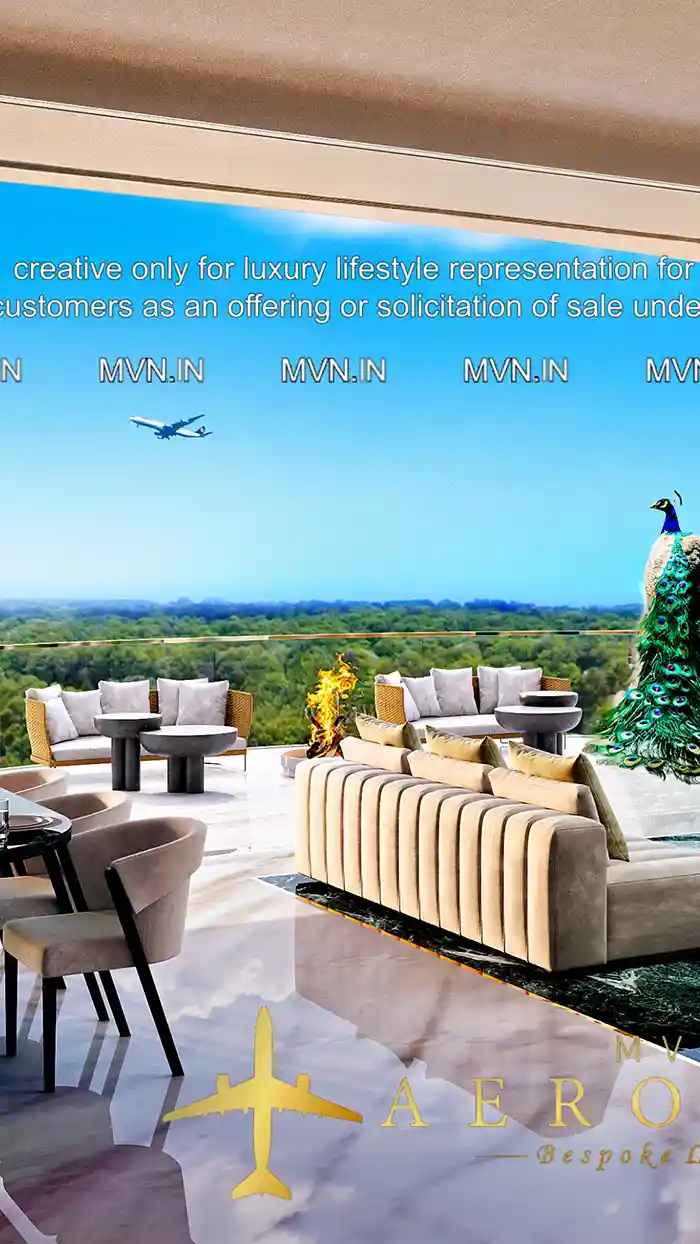 creative only for luxury lifestyle representation for
customers as an offering or solicitation of sale unde
N MVN.IN MVN.IN MVN.IN MVN
MV
AERO
Bespoke L